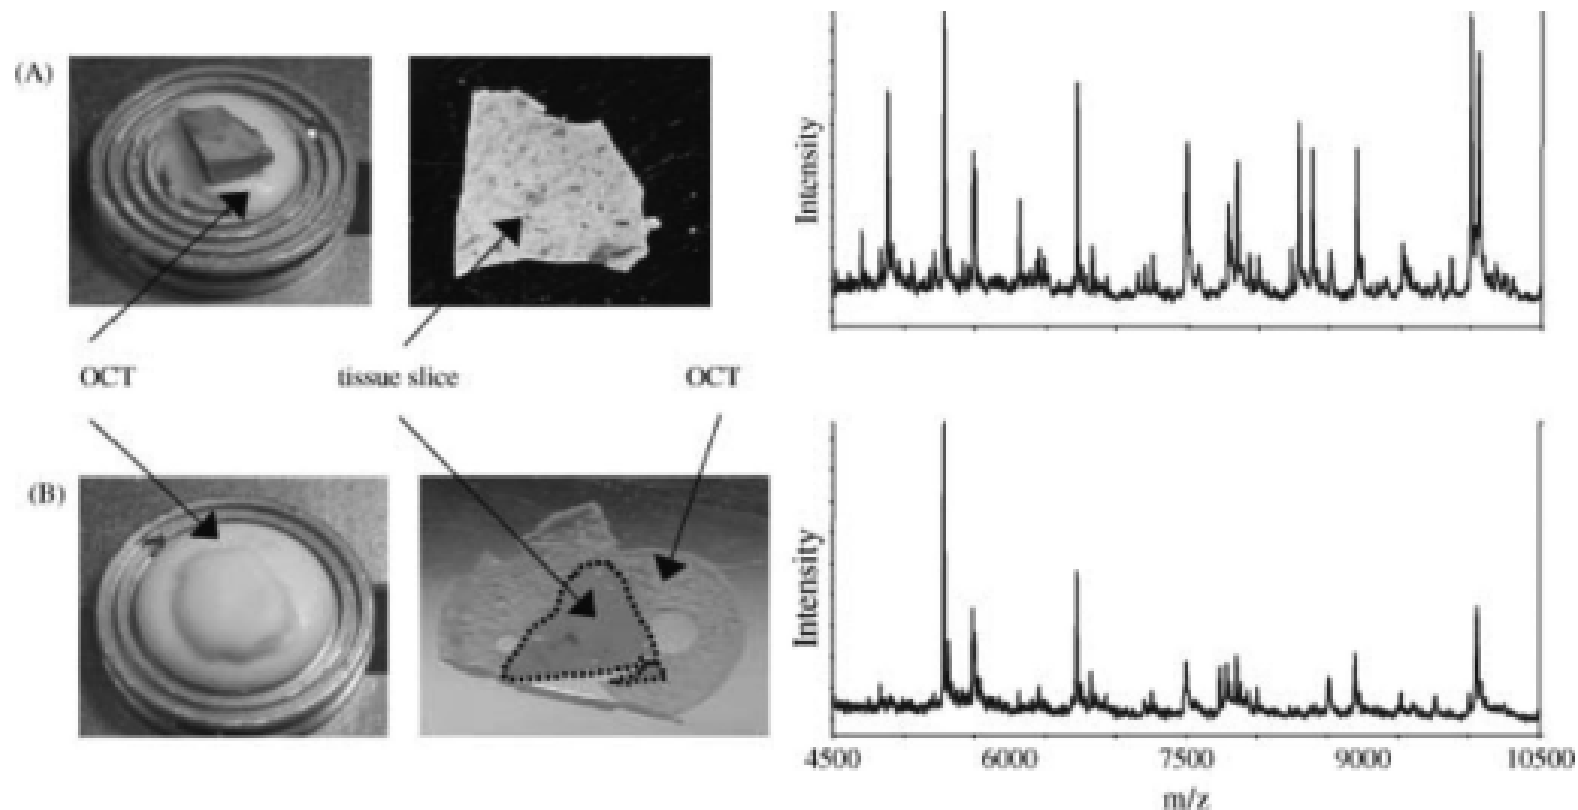 (A)
Intensity
OCT
tissue slice
OCT
(B)
Intensity
4500
6000
7500
9000
10500
m/z